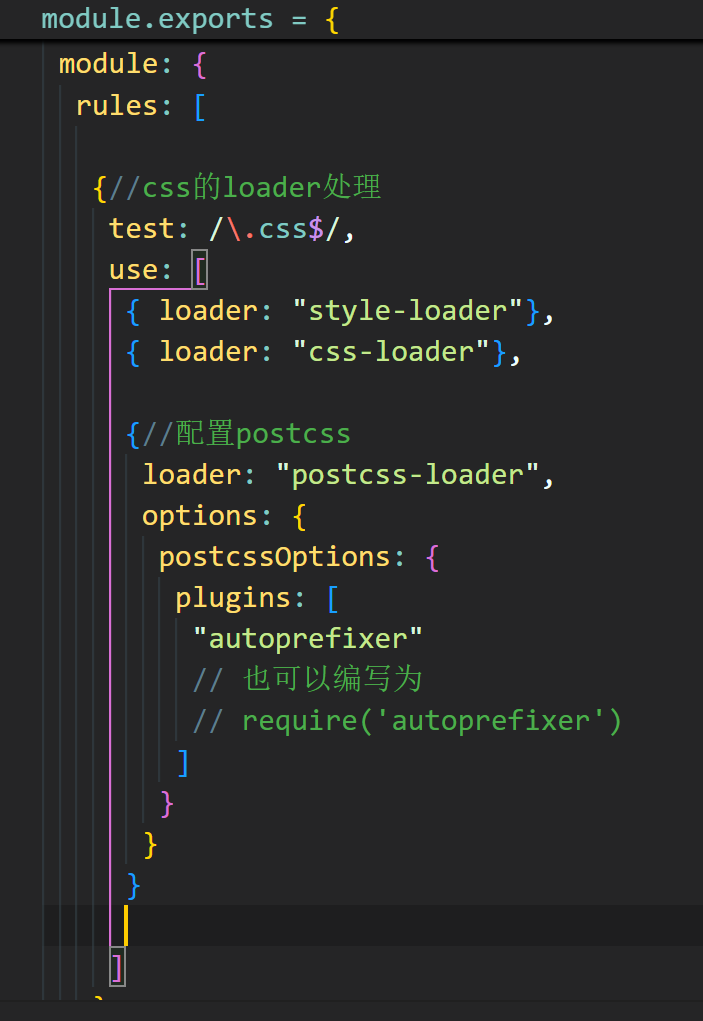 module.exports = {
module: {
rules: [
{//css的loader处理
test: /\.css$/,
use: [
{ loader: "style-loader"},
{ loader: "css-loader"},
{//配置postcss
loader: "postcss-loader",
options: {
postcssOptions: {
plugins: [
"autoprefixer"
// 也可以编写为
// require('autoprefixer')
]
}
}
}
]